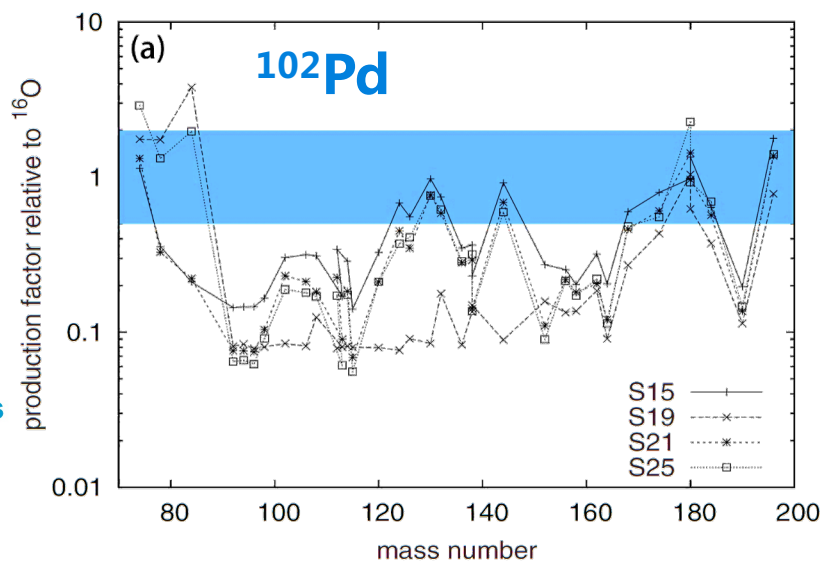 (a)
¹⁰²Pd
production factor relative to ¹⁶O
10
1
0.1
0.01
S15
S19
S21
S25
80 100 120 140 160 180 200
mass number
s